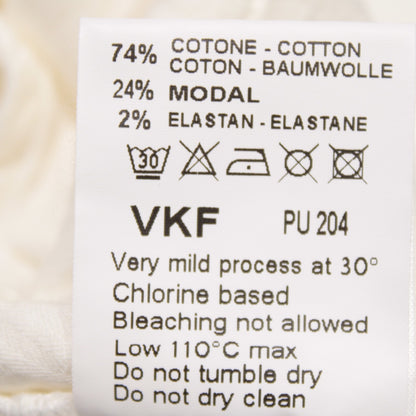 74% COTONE - COTTON
COTON - BAUMWOLLE
24% MODAL
2% ELASTAN - ELASTANE
30
VKF PU 204
Very mild process at 30°
Chlorine based
Bleaching not allowed
Low 110°C max
Do not tumble dry
Do not dry clean